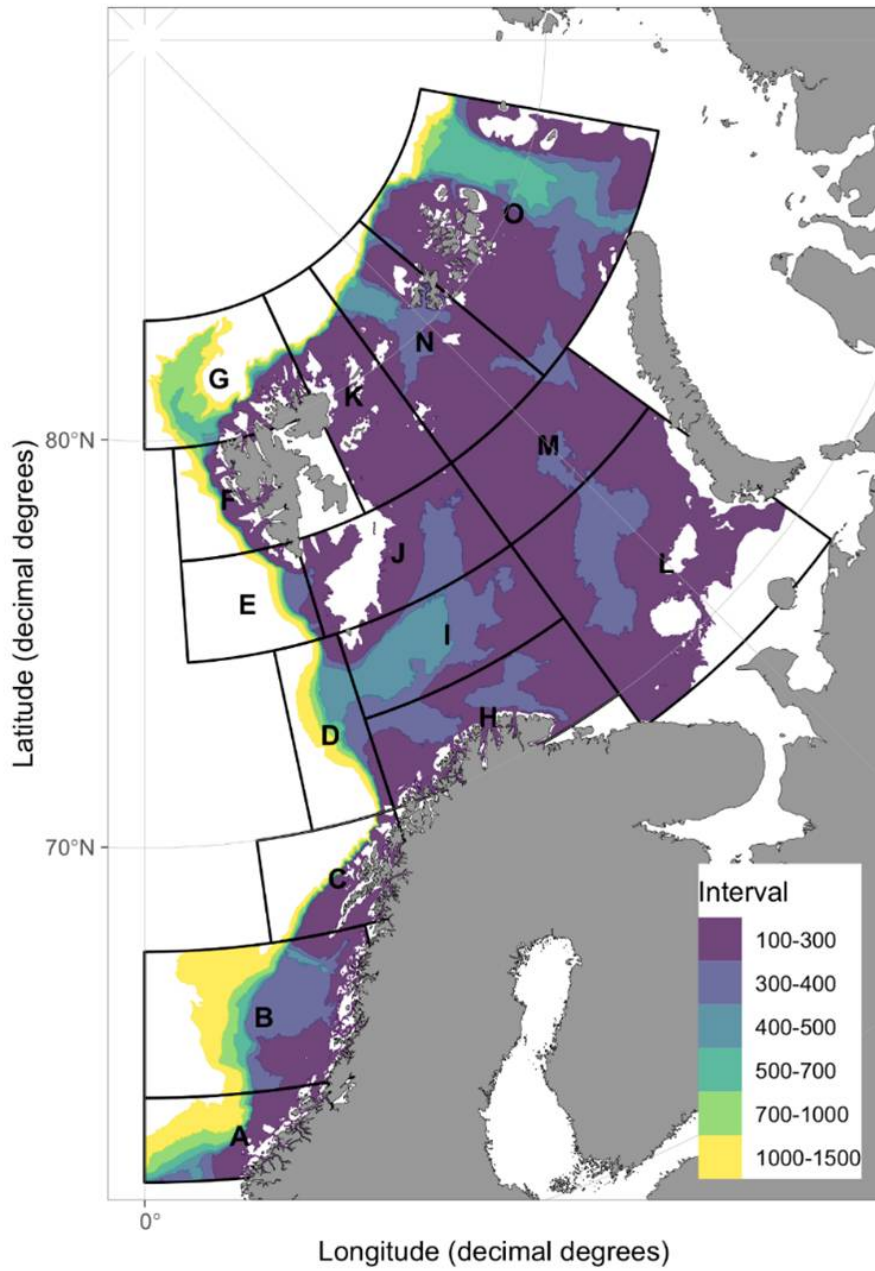 O
N
G
K
80°N
M
F
J
L
E
I
H
D
70°N
C
B
A
Interval
100-300
300-400
400-500
500-700
700-1000
1000-1500
0°
Latitude (decimal degrees)
Longitude (decimal degrees)